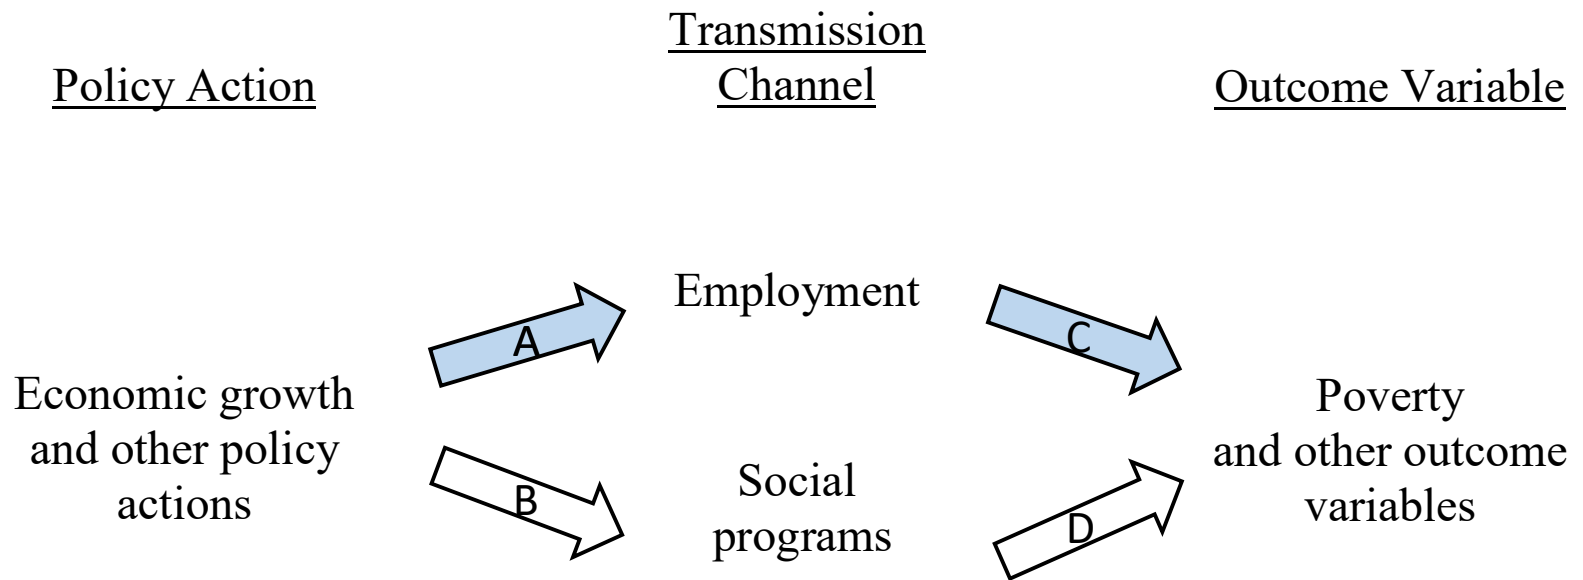 Policy Action
Transmission
Channel
Outcome Variable
Employment
A
C
Economic growth
and other policy
actions
Poverty
and other outcome
variables
B
Social
programs
D